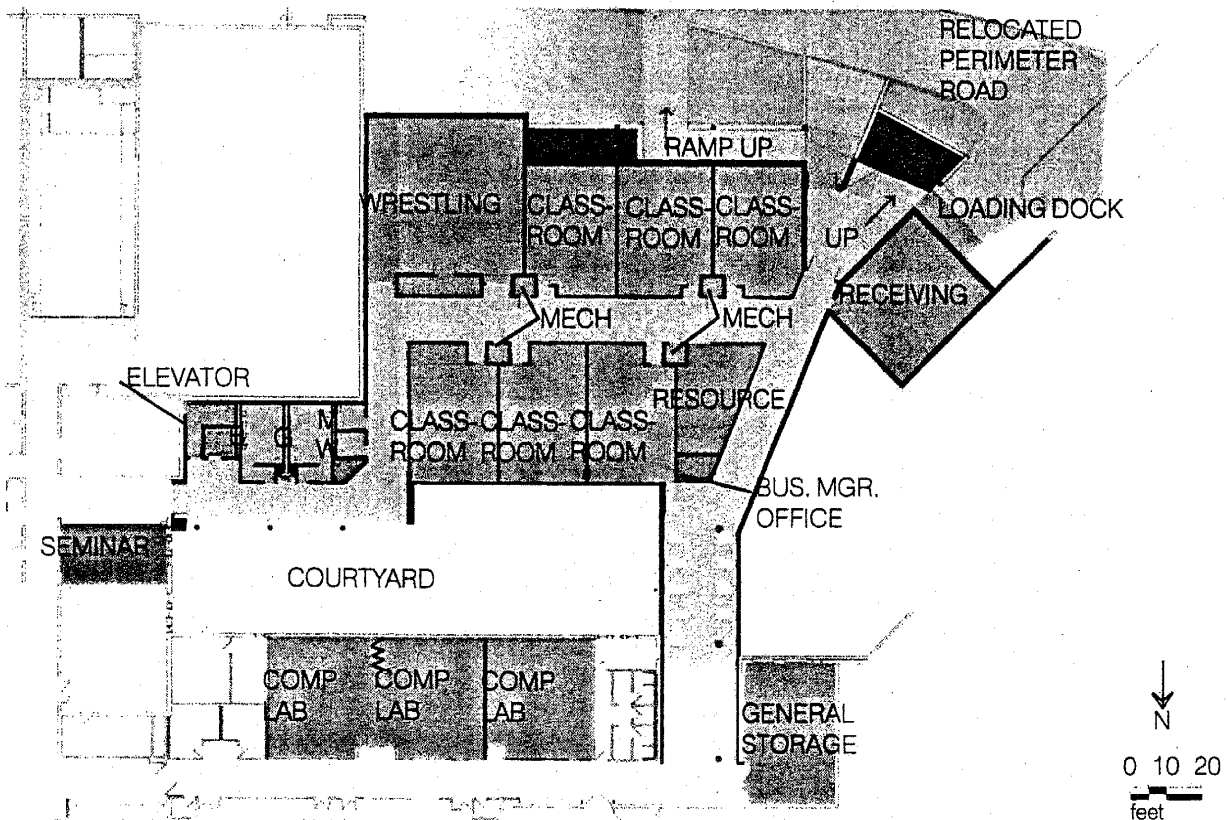 RELOCATED
PERIMETER
ROAD
RAMP UP
WRESTLING
CLASS-
ROOM
CLASS-
ROOM
CLASS-
ROOM
LOADING DOCK
UP
RECEIVING
MECH
MECH
ELEVATOR
RESOURCE
B
G
M
W
CLASS-
ROOM
CLASS-
ROOM
CLASS-
ROOM
BUS. MGR.
OFFICE
SEMINAR
COURTYARD
COMP
LAB
COMP
LAB
COMP
LAB
GENERAL
STORAGE
N
0 10 20
feet